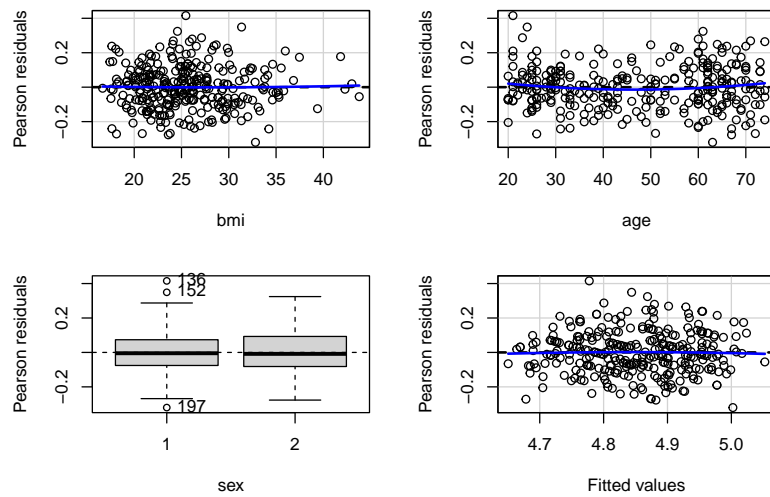 Pearson residuals
0.2
−0.2
20 25 30 35 40
bmi
Pearson residuals
0.2
−0.2
20 30 40 50 60 70
age
Pearson residuals
0.2
−0.2
136
152
197
1 2
sex
Pearson residuals
0.2
−0.2
4.7 4.8 4.9 5.0
Fitted values